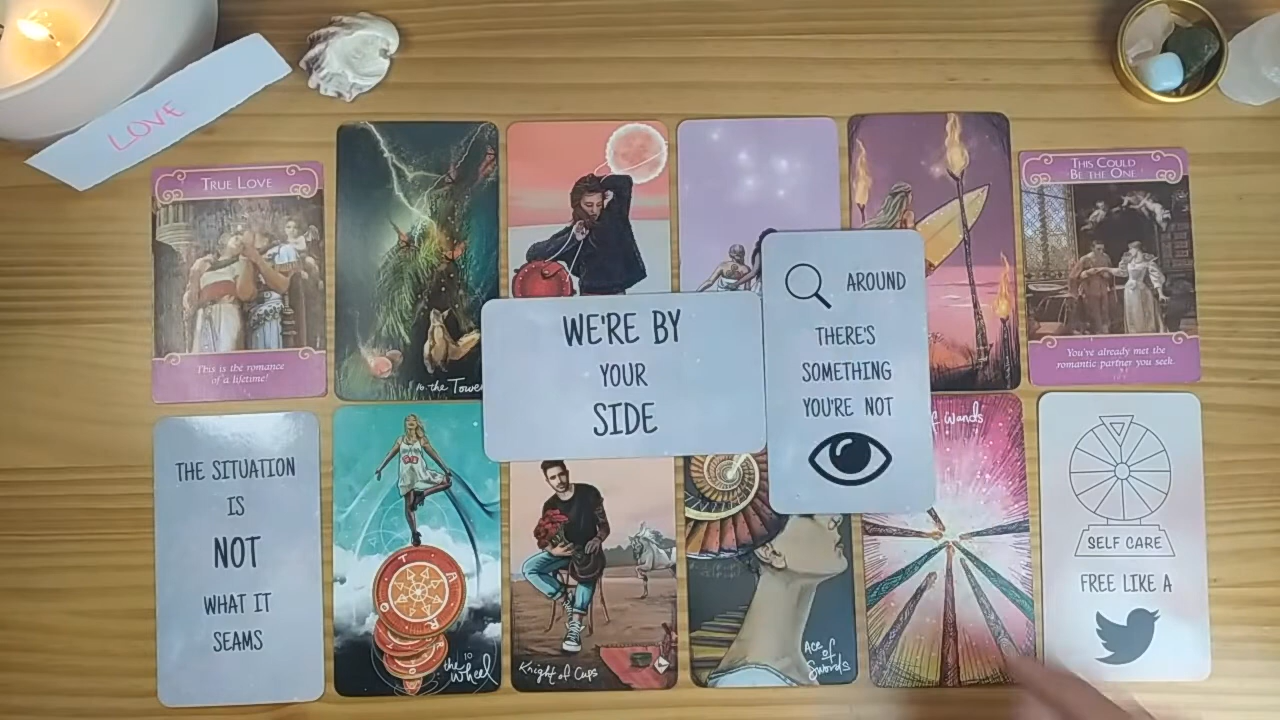 LOVE
TRUE LOVE
This is the romance
of a lifetime!
the Tower
THIS COULD
BE THE ONE
You've already met the
romantic partner you seek.
WE'RE BY
YOUR
SIDE
AROUND
THERE'S
SOMETHING
YOU'RE NOT
THE SITUATION
IS
NOT
WHAT IT
SEAMS
T
A
R
O
10
the wheel
Knight of Cups
Ace of
Swords
of Wands
SELF CARE
FREE LIKE A